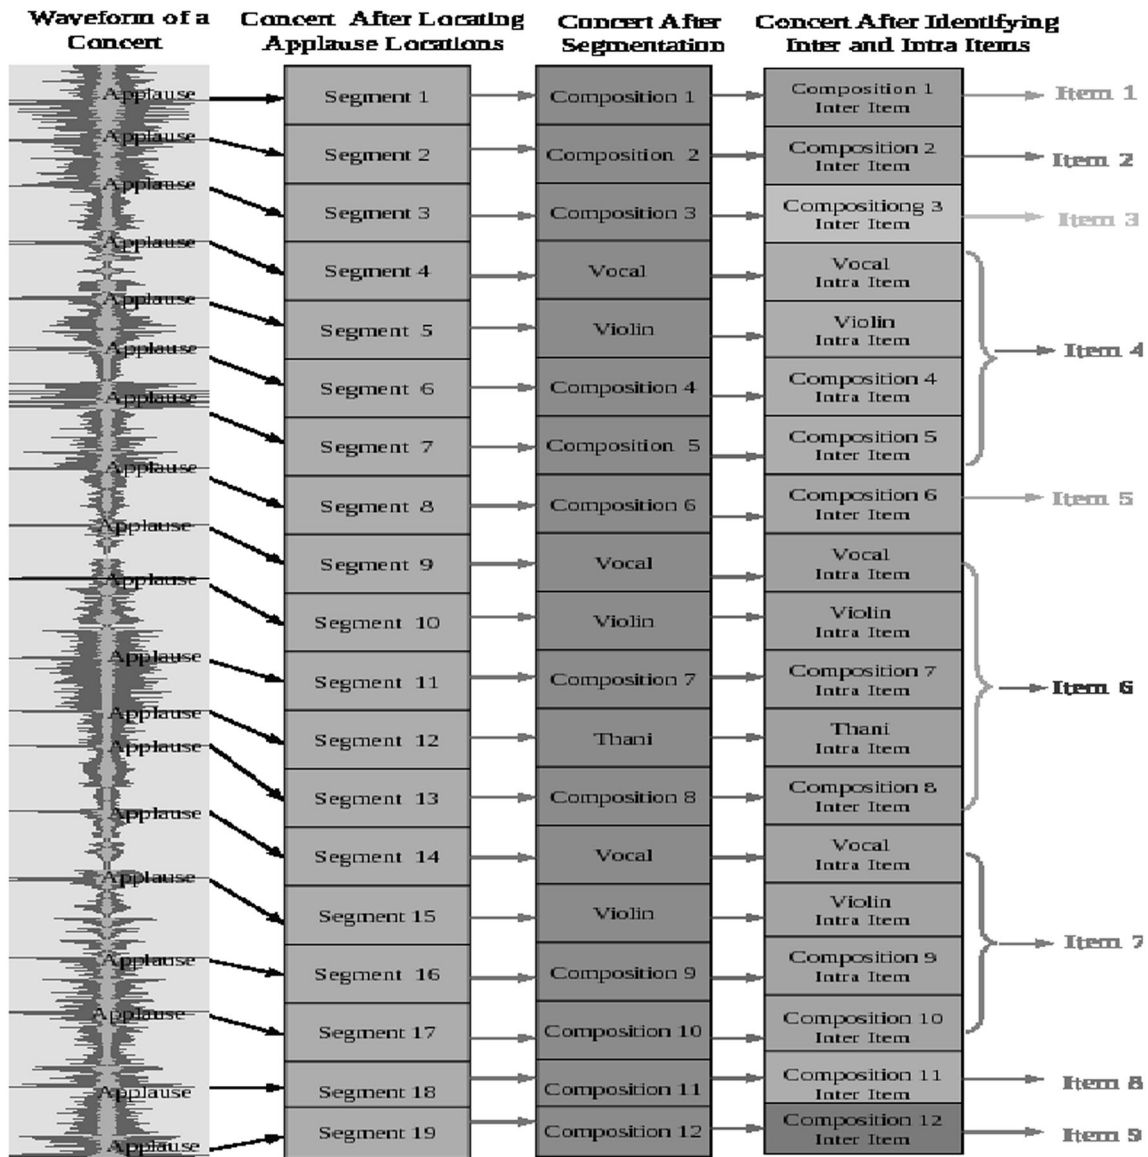 Waveform of a
Concert
Concert After Locating
Applause Locations
Concert After
Segmentation
Concert After Identifying
Inter and Intra Items
Applause
Segment 1
Composition 1
Composition 1
Inter Item
Item 1
Applause
Segment 2
Composition 2
Composition 2
Inter Item
Item 2
Applause
Segment 3
Composition 3
Compositiong 3
Inter Item
Item 3
Applause
Segment 4
Vocal
Vocal
Intra Item
Applause
Segment 5
Violin
Violin
Intra Item
Item 4
Applause
Segment 6
Composition 4
Composition 4
Intra Item
Applause
Segment 7
Composition 5
Composition 5
Inter Item
Applause
Segment 8
Composition 6
Composition 6
Inter Item
Item 5
Applause
Segment 9
Vocal
Vocal
Intra Item
Applause
Segment 10
Violin
Violin
Intra Item
Applause
Segment 11
Composition 7
Composition 7
Intra Item
Item 6
Applause
Segment 12
Thani
Thani
Intra Item
Applause
Segment 13
Composition 8
Composition 8
Inter Item
Applause
Segment 14
Vocal
Vocal
Intra Item
Applause
Segment 15
Violin
Violin
Intra Item
Item 7
Applause
Segment 16
Composition 9
Composition 9
Intra Item
Applause
Segment 17
Composition 10
Composition 10
Inter Item
Applause
Segment 18
Composition 11
Composition 11
Inter Item
Item 8
Applause
Segment 19
Composition 12
Composition 12
Inter Item
Item 9